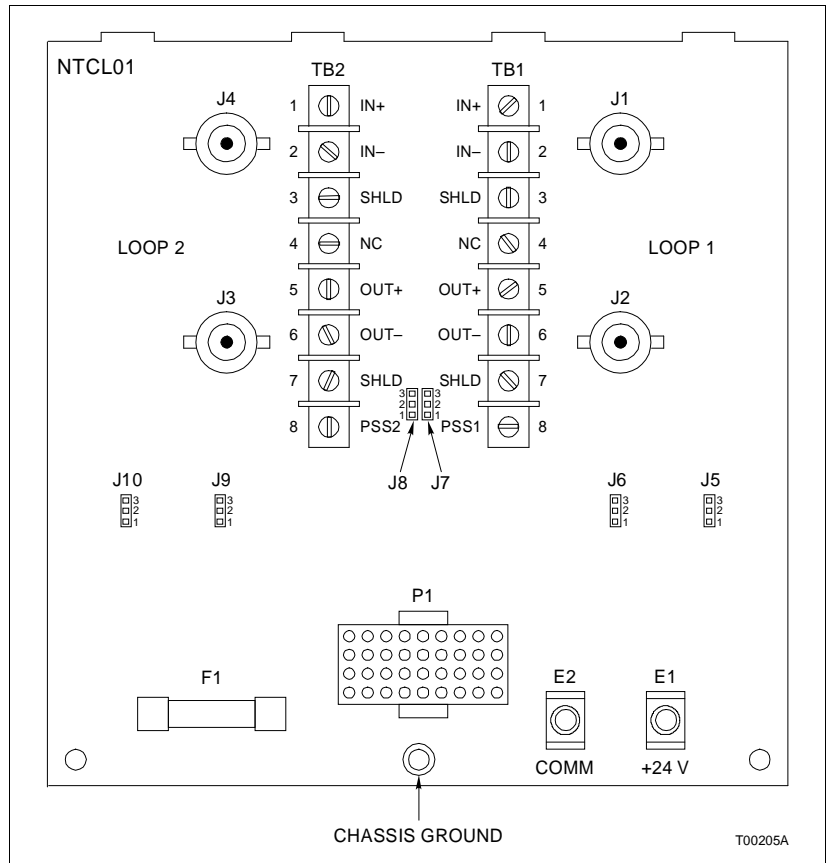 NTCL01
TB2
TB1
J4
J1
1 IN+
IN+ 1
2 IN–
IN– 2
3 SHLD
SHLD 3
LOOP 2
4 NC
NC 4
LOOP 1
J3
5 OUT+
OUT+ 5
J2
6 OUT–
OUT– 6
7 SHLD
SHLD 7
3
2
1
3
2
1
8 PSS2
PSS1 8
J8
J7
J10
3
2
1
J9
3
2
1
J6
3
2
1
J5
3
2
1
P1
F1
E2
E1
COMM
+24 V
CHASSIS GROUND
T00205A